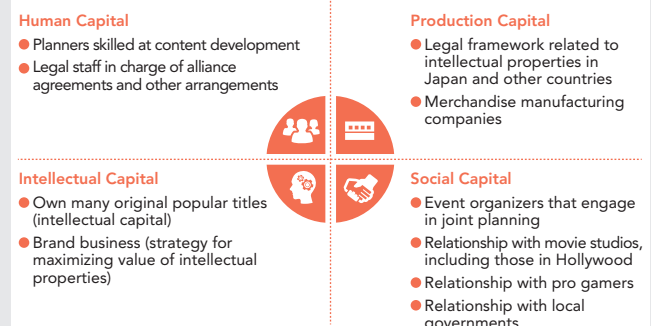 Human Capital
● Planners skilled at content development
● Legal staff in charge of alliance
agreements and other arrangements
Production Capital
● Legal framework related to
intellectual properties in
Japan and other countries
● Merchandise manufacturing
companies
Intellectual Capital
● Own many original popular titles
(intellectual capital)
● Brand business (strategy for
maximizing value of intellectual
properties)
Social Capital
● Event organizers that engage
in joint planning
● Relationship with movie studios,
including those in Hollywood
● Relationship with pro gamers
● Relationship with local
governments